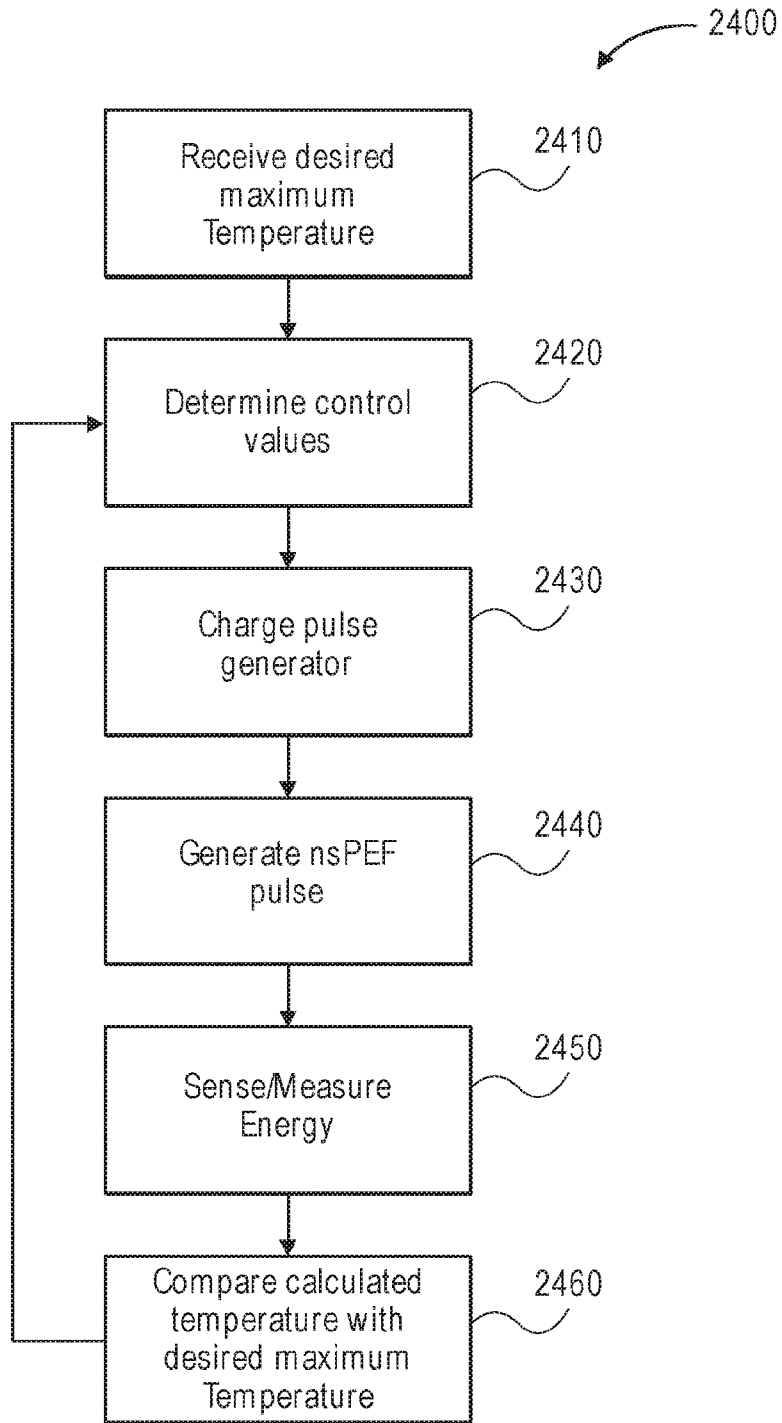 2400
Receive desired
maximum
Temperature
2410
Determine control
values
2420
Charge pulse
generator
2430
Generate nsPEF
pulse
2440
Sense/Measure
Energy
2450
Compare calculated
temperature with
desired maximum
Temperature
2460